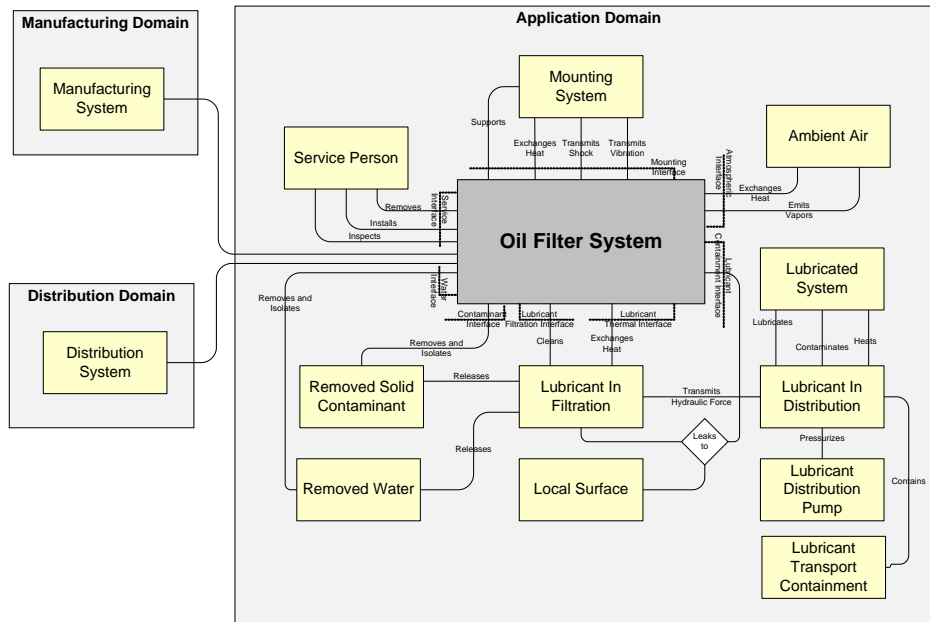 Manufacturing Domain
Manufacturing
System
Distribution Domain
Distribution
System
Application Domain
Mounting
System
Supports
Exchanges
Heat
Transmits
Shock
Transmits
Vibration
Mounting
Interface
Service Person
Removes
Installs
Inspects
Service
Interface
Ambient Air
Atmospheric
Interface
Exchanges
Heat
Emits
Vapors
Oil Filter System
Water
Interface
Removes and
Isolates
Contaminant
Interface
Lubricant
Filtration Interface
Lubricant
Thermal Interface
Lubricant
Containment Interface
Removes and
Isolates
Cleans
Exchanges
Heat
Lubricated
System
Lubricates
Contaminates
Heats
Removed Solid
Contaminant
Releases
Lubricant In
Filtration
Transmits
Hydraulic Force
Lubricant In
Distribution
Leaks
to
Pressurizes
Releases
Removed Water
Local Surface
Lubricant
Distribution
Pump
Contains
Lubricant
Transport
Containment